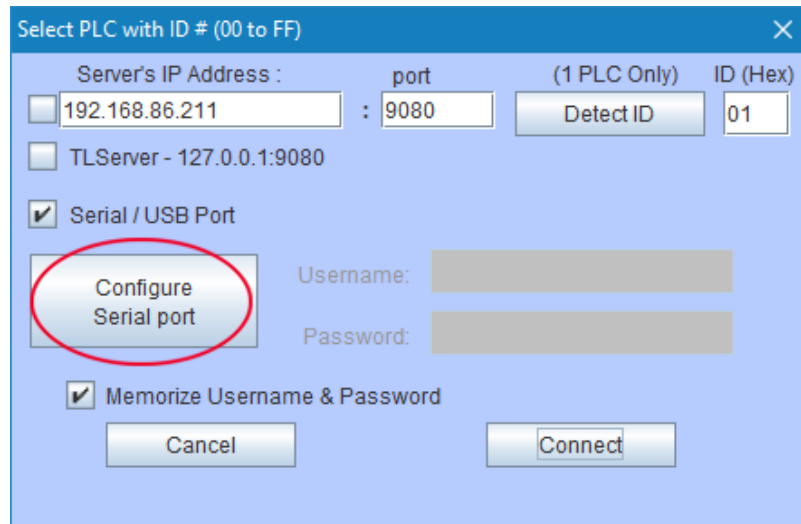 Select PLC with ID # (00 to FF)
Server's IP Address : port (1 PLC Only) ID (Hex)
192.168.86.211 : 9080 Detect ID 01
TLServer - 127.0.0.1:9080
Serial / USB Port
Configure
Serial port
Username:
Password:
Memorize Username & Password
Cancel Connect